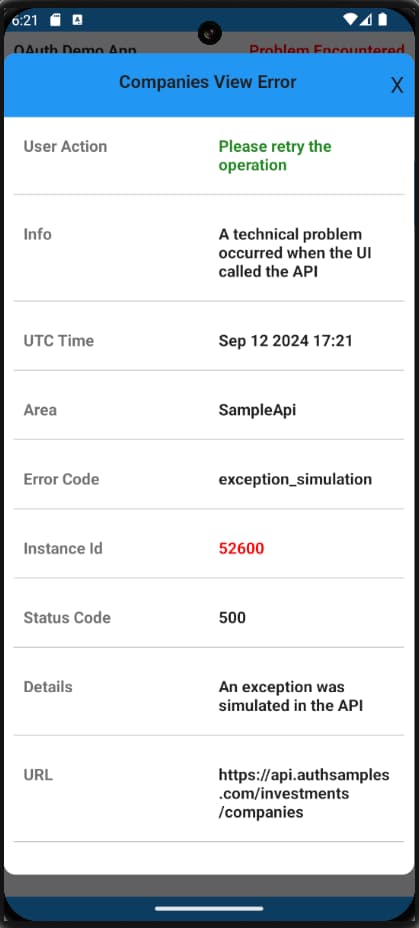 6:21
OAuth Demo App Problem Encountered
Companies View Error X
User Action Please retry the
operation
Info A technical problem
occurred when the UI
called the API
UTC Time Sep 12 2024 17:21
Area SampleApi
Error Code exception_simulation
Instance Id 52600
Status Code 500
Details An exception was
simulated in the API
URL https://api.authsamples
.com/investments
/companies